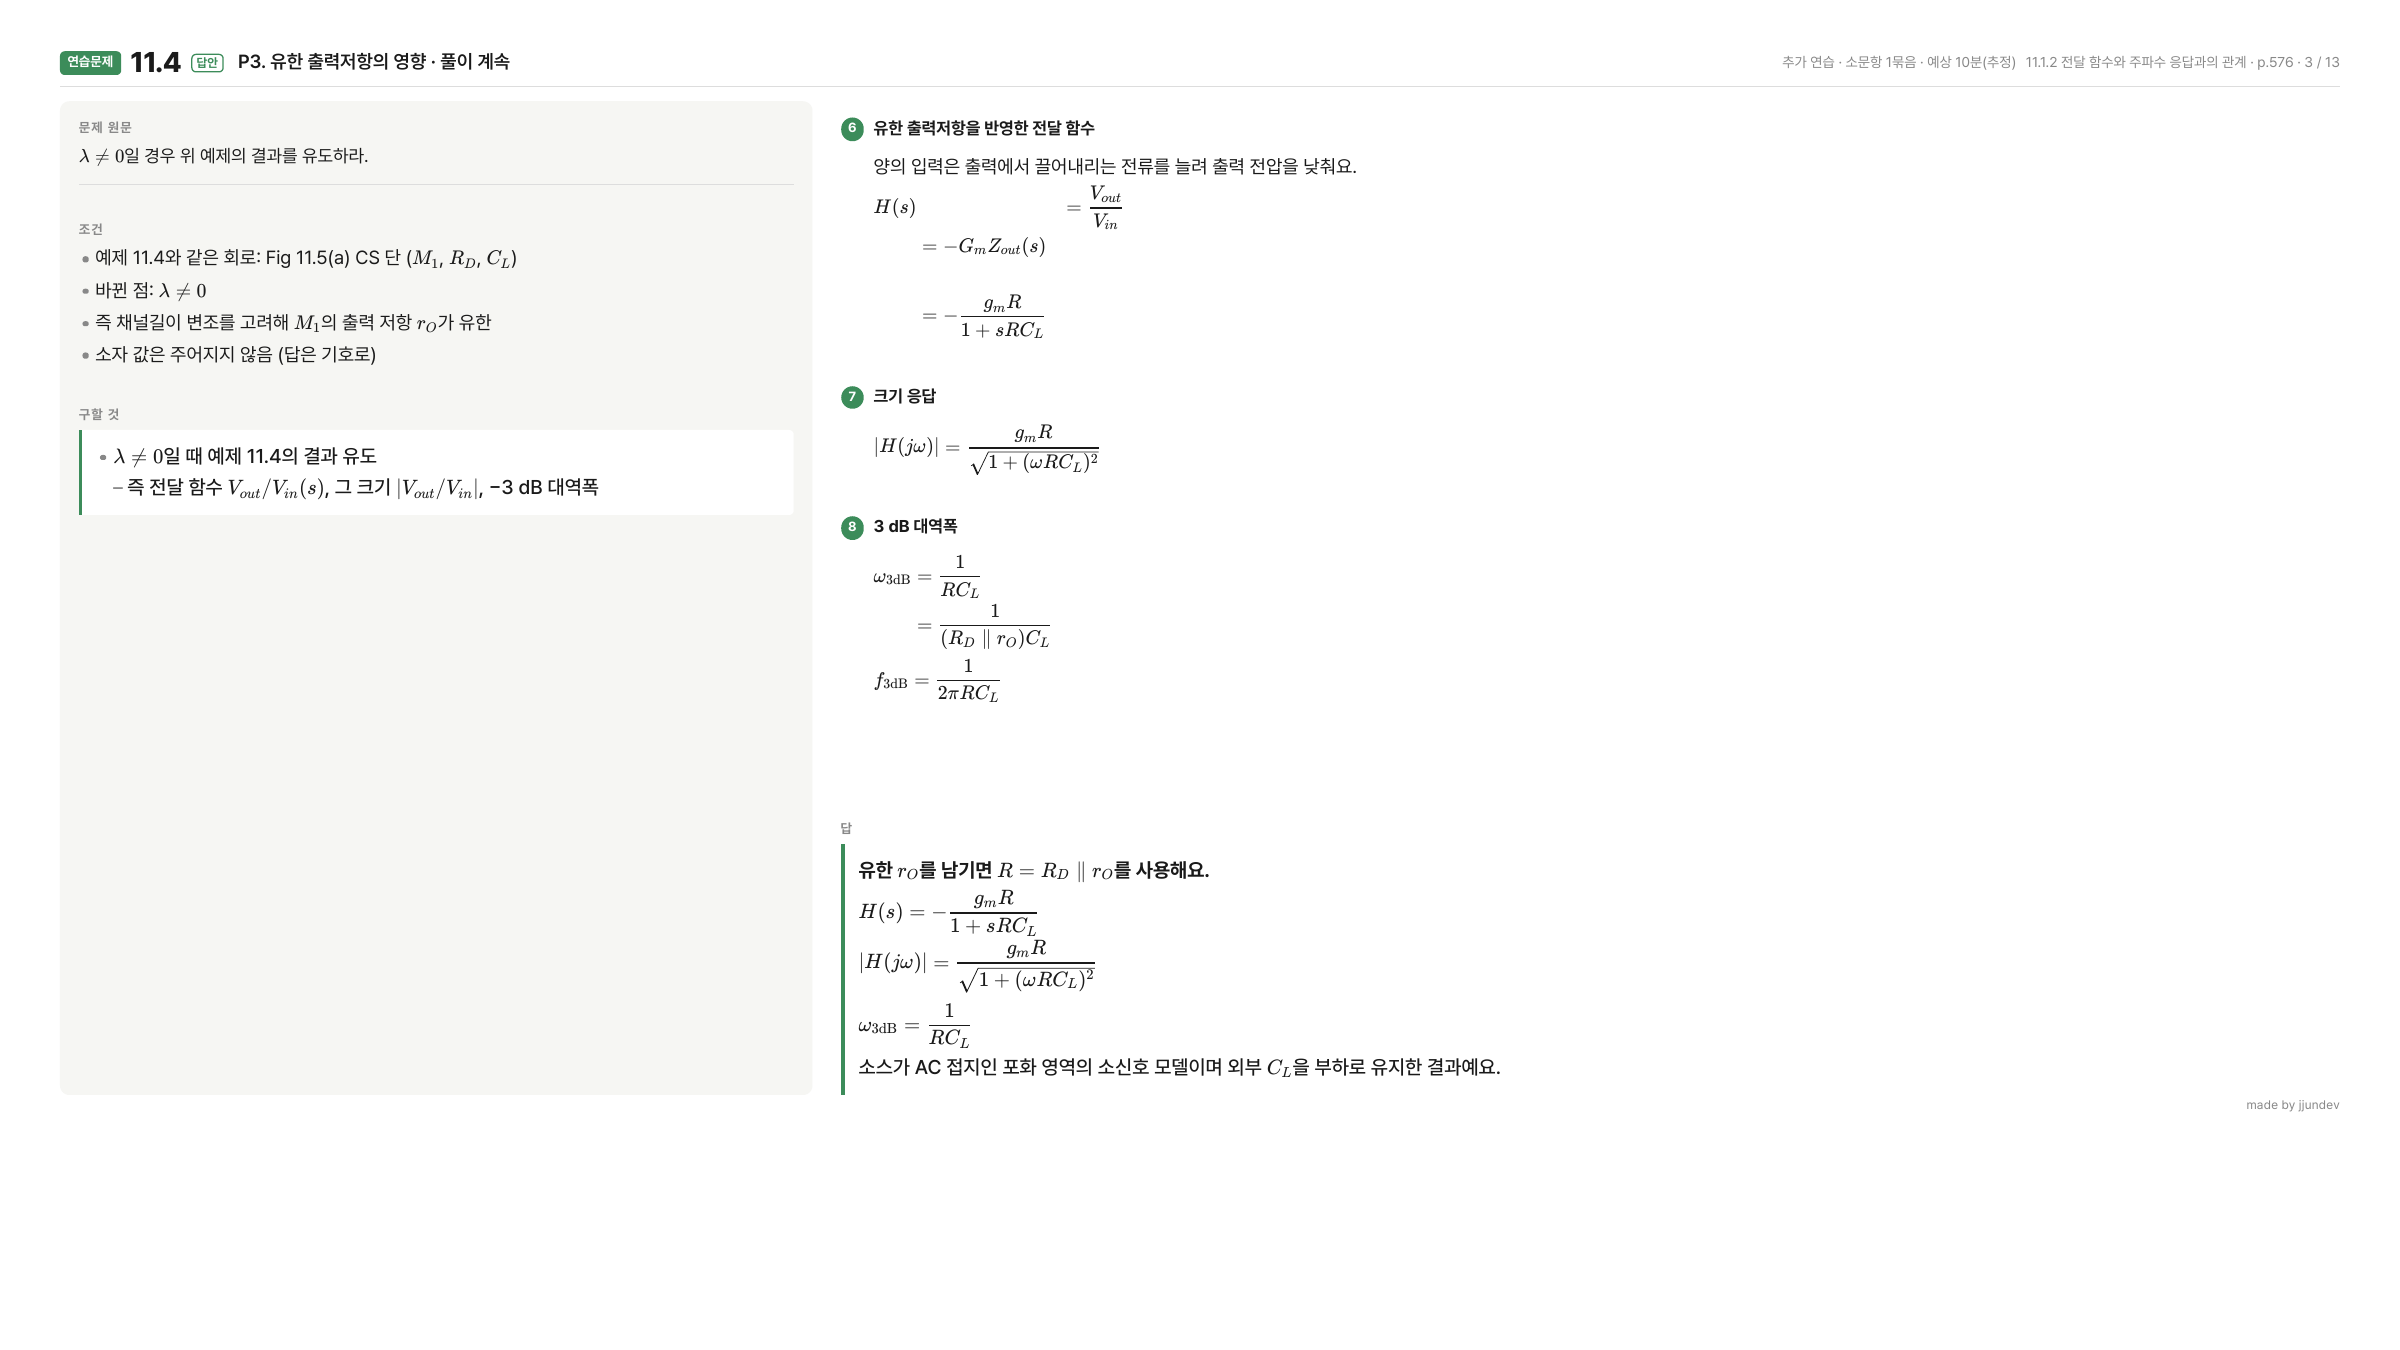 연습문제 11.4 답안 P3. 유한 출력저항의 영향 · 풀이 계속
추가 연습 · 소문항 1묶음 · 예상 10분(추정) 11.1.2 전달 함수와 주파수 응답과의 관계 · p.576 · 3 / 13
문제 원문
λ ≠ 0일 경우 위 예제의 결과를 유도하라.
조건
• 예제 11.4와 같은 회로: Fig 11.5(a) CS 단 (M_1, R_D, C_L)
• 바뀐 점: λ ≠ 0
• 즉 채널길이 변조를 고려해 M_1의 출력 저항 r_O가 유한
• 소자 값은 주어지지 않음 (답은 기호로)
구할 것
• λ ≠ 0일 때 예제 11.4의 결과 유도
– 즉 전달 함수 V_out/V_in(s), 그 크기 |V_out/V_in|, −3 dB 대역폭
6 유한 출력저항을 반영한 전달 함수
양의 입력은 출력에서 끌어내리는 전류를 늘려 출력 전압을 낮춰요.
H(s) = V_out / V_in
= −G_m Z_out(s)
= − g_m R / (1 + sRC_L)
7 크기 응답
|H(jω)| = g_m R / √(1 + (ωRC_L)²)
8 3 dB 대역폭
ω_3dB = 1 / RC_L
= 1 / (R_D ∥ r_O)C_L
f_3dB = 1 / 2πRC_L
답
유한 r_O를 남기면 R = R_D ∥ r_O를 사용해요.
H(s) = − g_m R / (1 + sRC_L)
|H(jω)| = g_m R / √(1 + (ωRC_L)²)
ω_3dB = 1 / RC_L
소스가 AC 접지인 포화 영역의 소신호 모델이며 외부 C_L을 부하로 유지한 결과예요.
made by jjundev